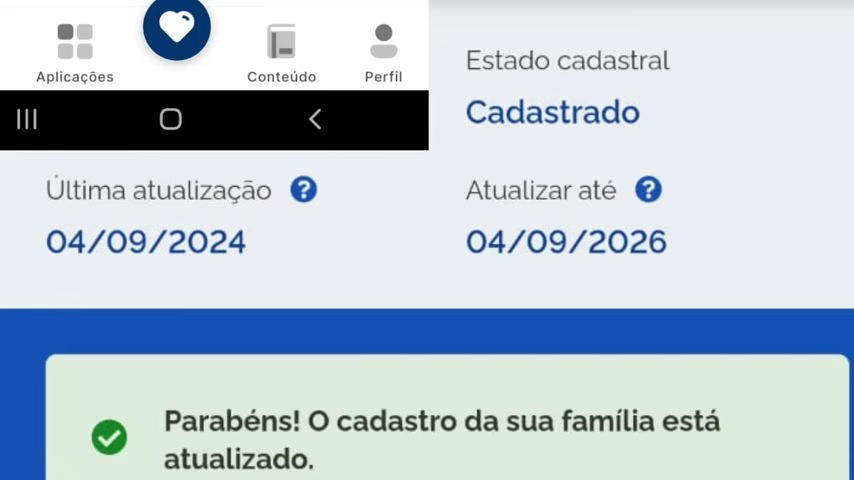 Aplicações
Conteúdo
Perfil
Estado cadastral
Cadastrado
Última atualização ?
Atualizar até ?
04/09/2024
04/09/2026
Parabéns! O cadastro da sua família está
atualizado.